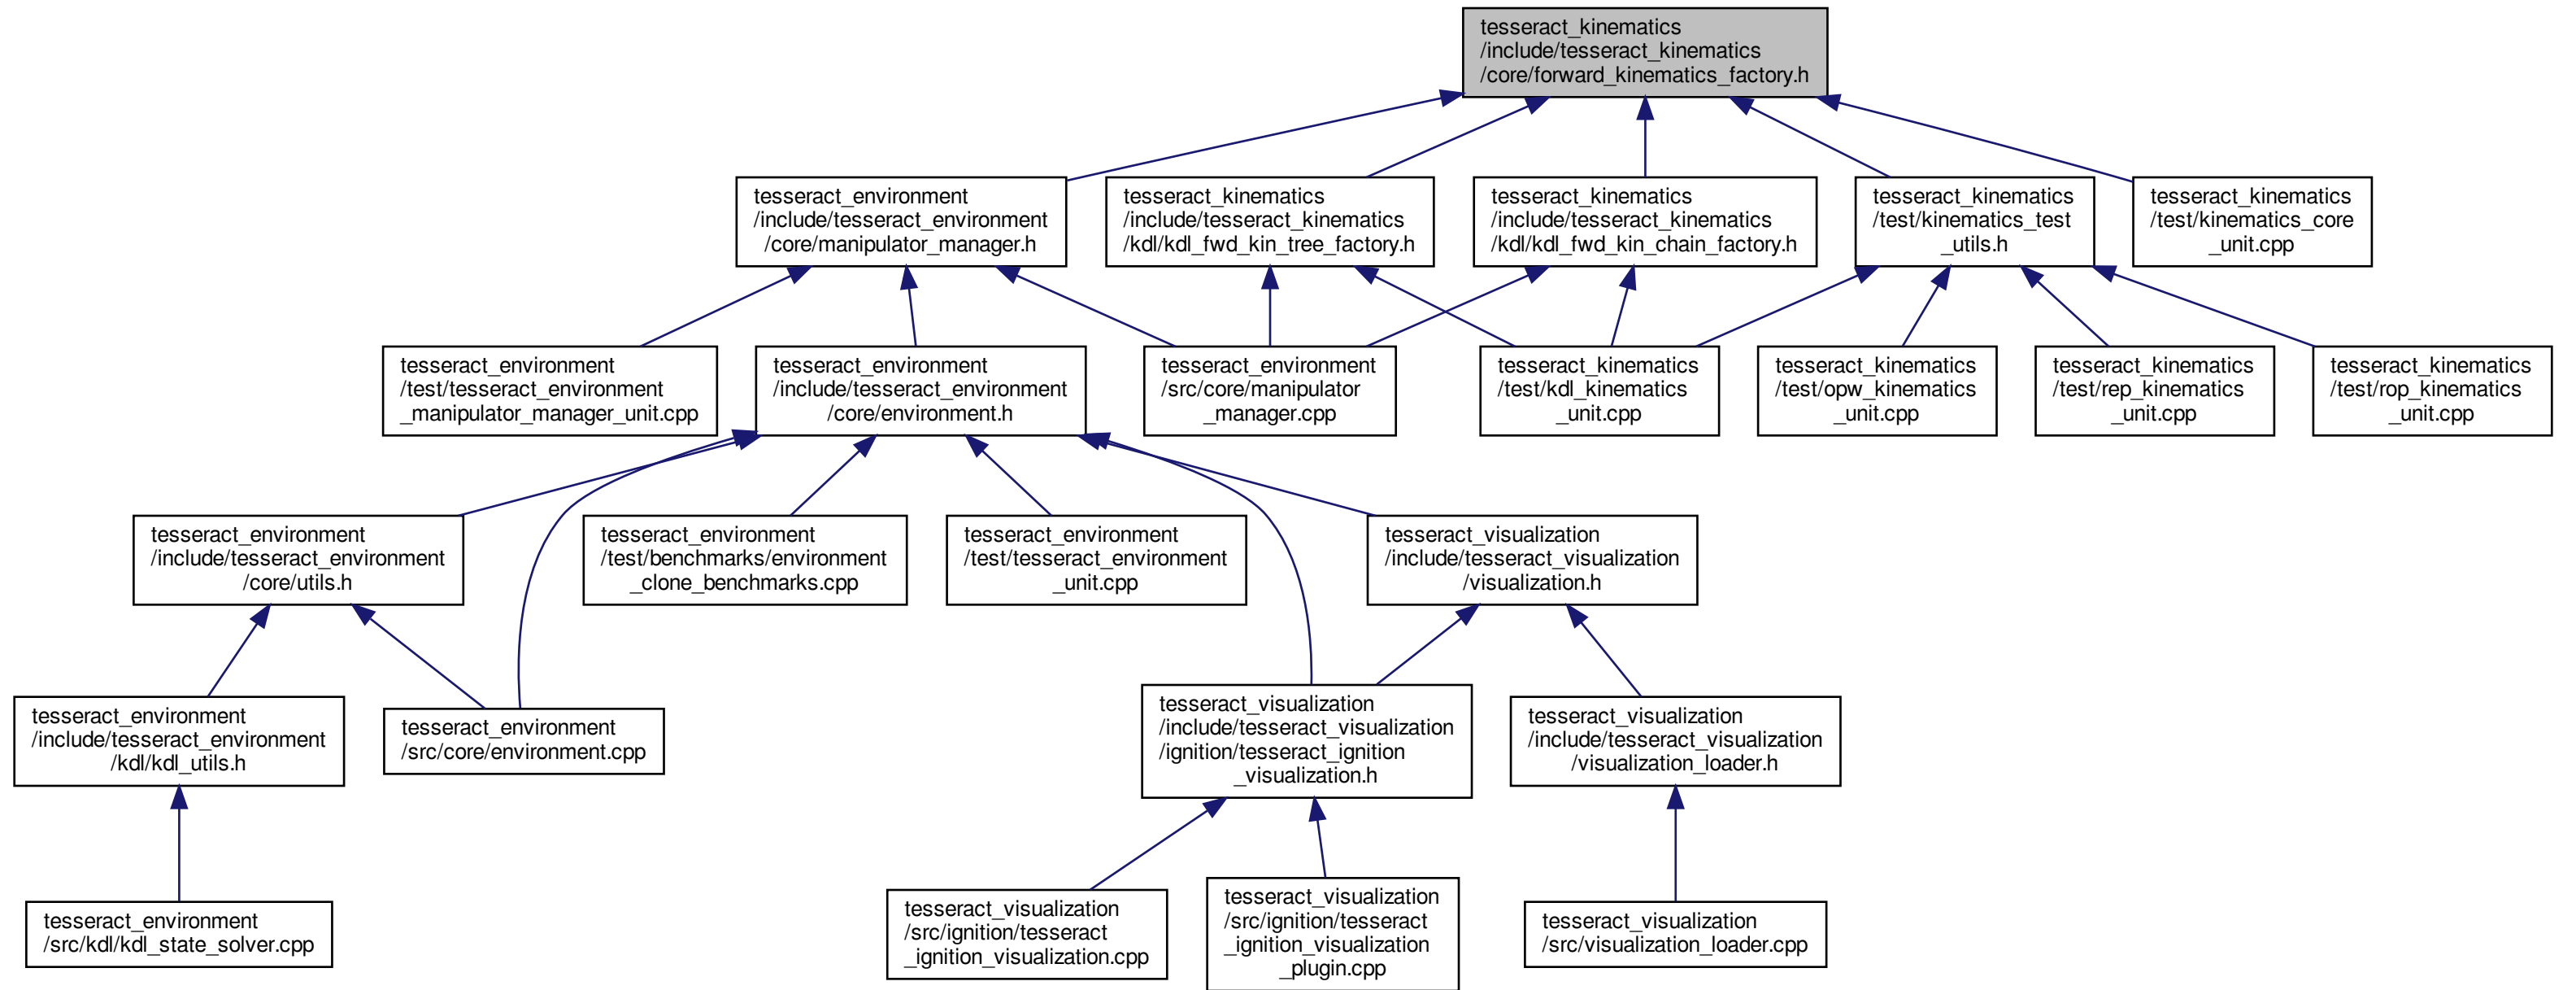 tesseract_kinematics
/include/tesseract_kinematics
/core/forward_kinematics_factory.h
tesseract_environment
/include/tesseract_environment
/core/manipulator_manager.h
tesseract_kinematics
/include/tesseract_kinematics
/kdl/kdl_fwd_kin_tree_factory.h
tesseract_kinematics
/include/tesseract_kinematics
/kdl/kdl_fwd_kin_chain_factory.h
tesseract_kinematics
/test/kinematics_test
_utils.h
tesseract_kinematics
/test/kinematics_core
_unit.cpp
tesseract_environment
/test/tesseract_environment
_manipulator_manager_unit.cpp
tesseract_environment
/include/tesseract_environment
/core/environment.h
tesseract_environment
/src/core/manipulator
_manager.cpp
tesseract_kinematics
/test/kdl_kinematics
_unit.cpp
tesseract_kinematics
/test/opw_kinematics
_unit.cpp
tesseract_kinematics
/test/rep_kinematics
_unit.cpp
tesseract_kinematics
/test/rop_kinematics
_unit.cpp
tesseract_environment
/include/tesseract_environment
/core/utils.h
tesseract_environment
/test/benchmarks/environment
_clone_benchmarks.cpp
tesseract_environment
/test/tesseract_environment
_unit.cpp
tesseract_visualization
/include/tesseract_visualization
/visualization.h
tesseract_environment
/include/tesseract_environment
/kdl/kdl_utils.h
tesseract_environment
/src/core/environment.cpp
tesseract_visualization
/include/tesseract_visualization
/ignition/tesseract_ignition
_visualization.h
tesseract_visualization
/include/tesseract_visualization
/visualization_loader.h
tesseract_environment
/src/kdl/kdl_state_solver.cpp
tesseract_visualization
/src/ignition/tesseract
_ignition_visualization.cpp
tesseract_visualization
/src/ignition/tesseract
_ignition_visualization
_plugin.cpp
tesseract_visualization
/src/visualization_loader.cpp